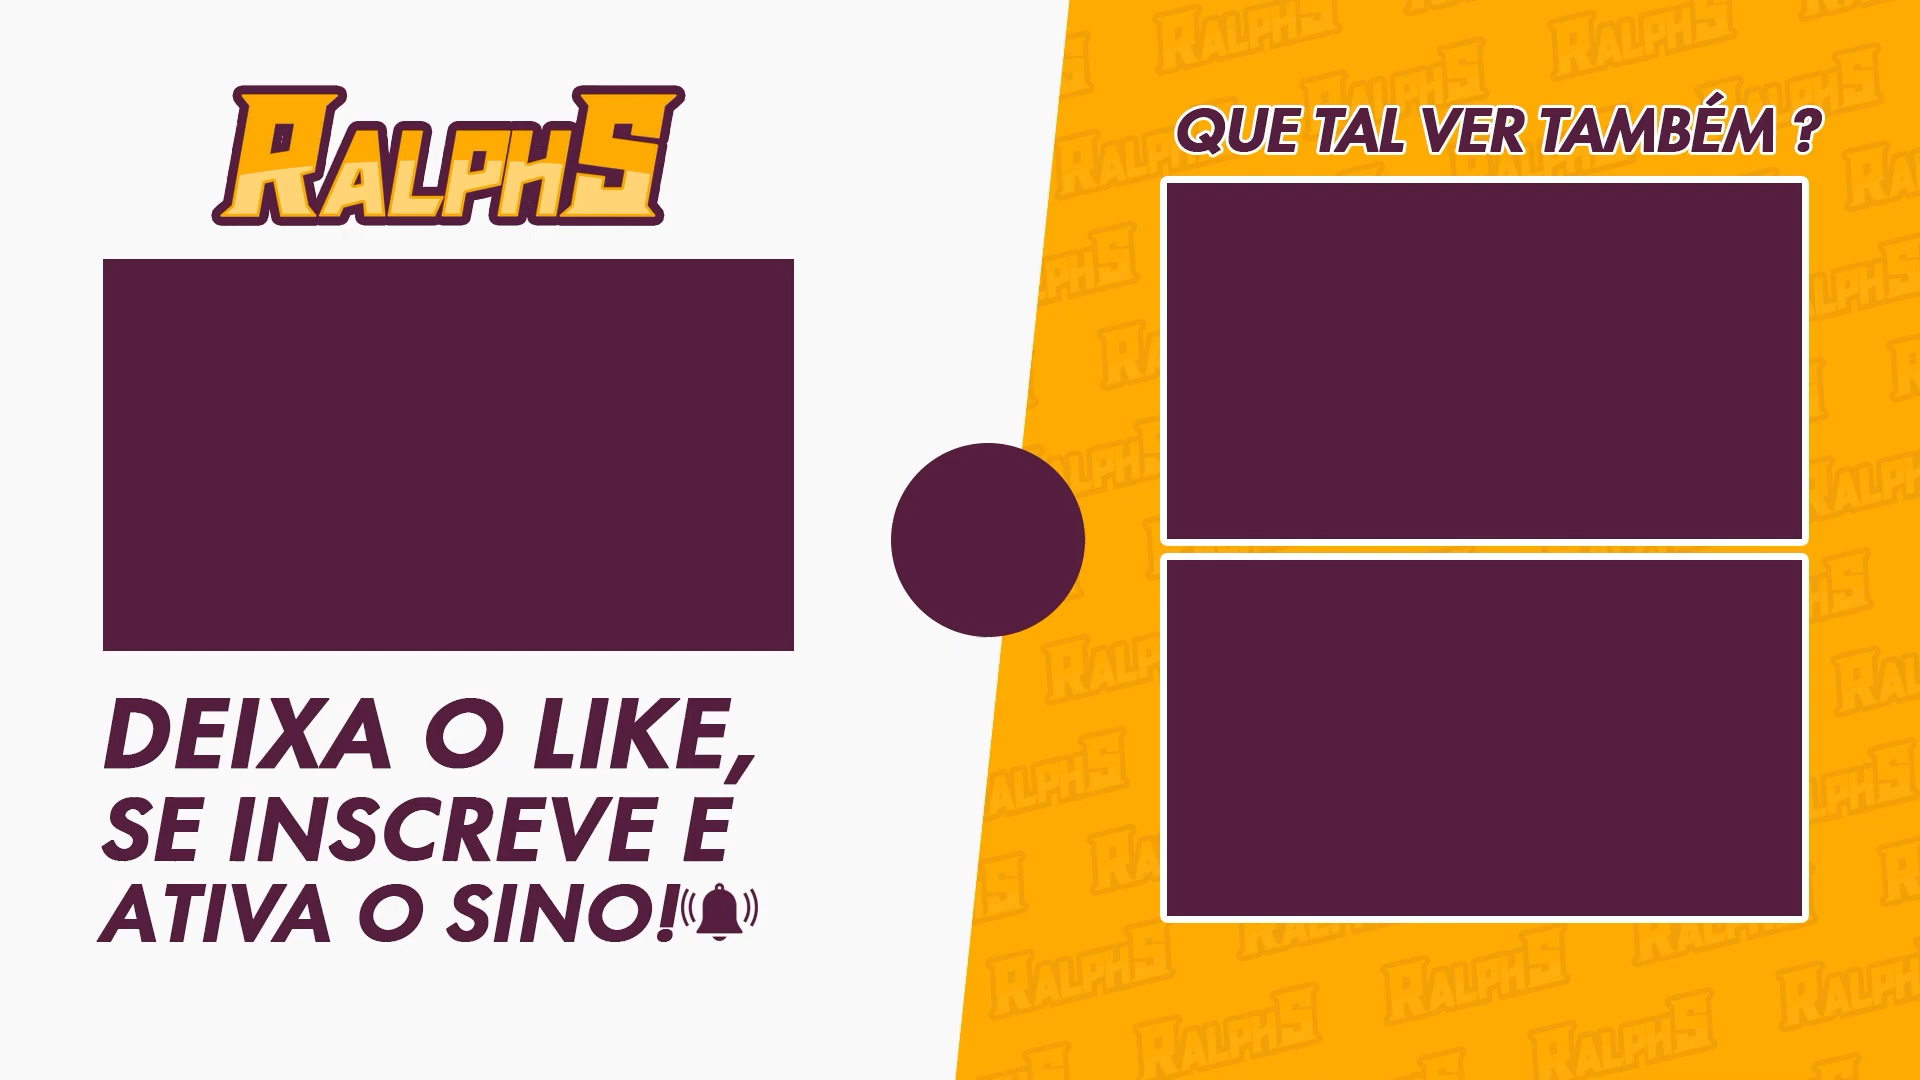 RALPHS
DEIXA O LIKE,
SE INSCREVE E
ATIVA O SINO!
QUE TAL VER TAMBÉM ?